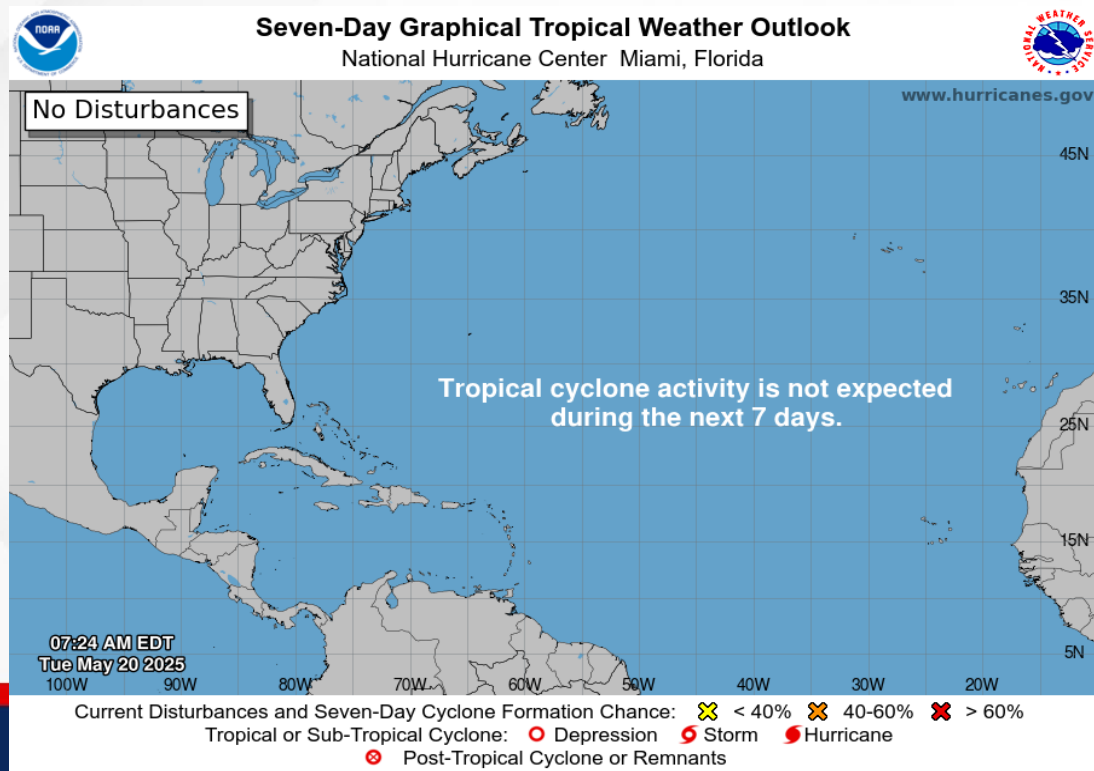 Seven-Day Graphical Tropical Weather Outlook
National Hurricane Center Miami, Florida
NOAA
No Disturbances
www.hurricanes.gov
45N
35N
Tropical cyclone activity is not expected
during the next 7 days.
25N
15N
07:24 AM EDT
Tue May 20 2025
5N
100W 90W 80W 70W 60W 50W 40W 30W 20W
Current Disturbances and Seven-Day Cyclone Formation Chance: < 40% 40-60% > 60%
Tropical or Sub-Tropical Cyclone: Depression Storm Hurricane
Post-Tropical Cyclone or Remnants